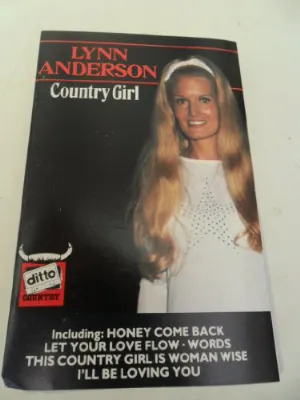 LYNN
ANDERSON
Country Girl
ditto
COUNTRY
Including: HONEY COME BACK
LET YOUR LOVE FLOW · WORDS
THIS COUNTRY GIRL IS WOMAN WISE
I'LL BE LOVING YOU